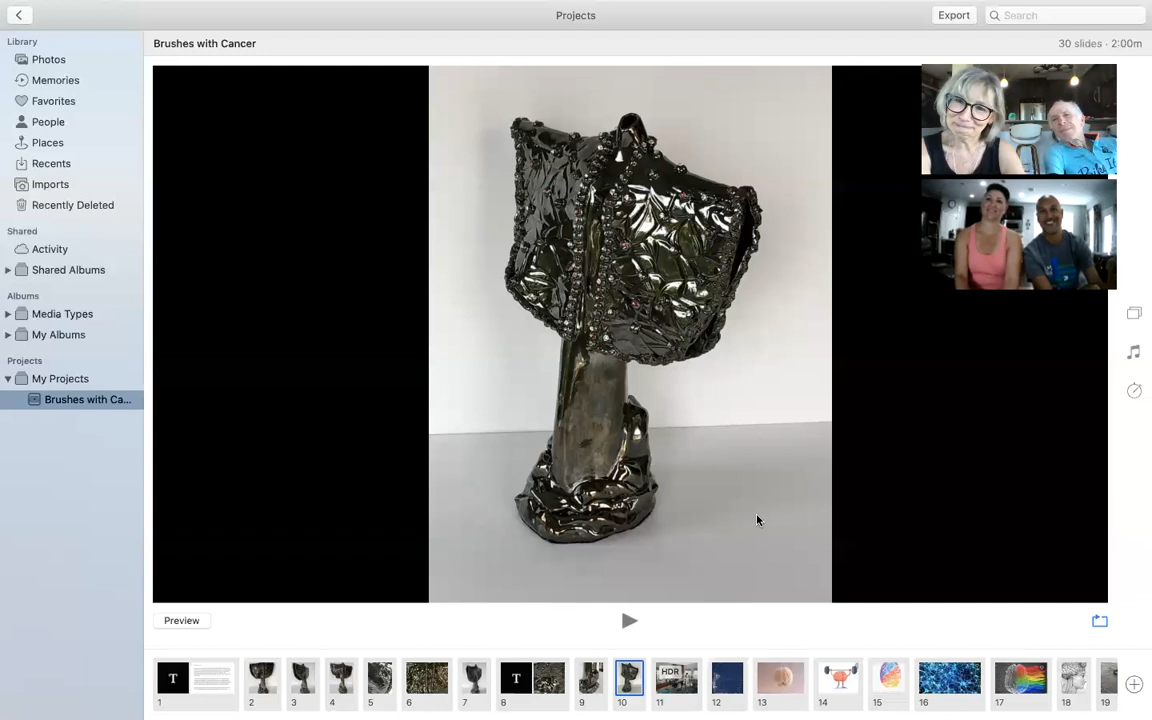 Projects
Export
Search
Library
Photos
Memories
Favorites
People
Places
Recents
Imports
Recently Deleted
Shared
Activity
Shared Albums
Albums
Media Types
My Albums
Projects
My Projects
Brushes with Ca...
Brushes with Cancer
30 slides · 2:00m
Preview
T
T
HDR
1
2
3
4
5
6
7
8
9
10
11
12
13
14
15
16
17
18
19